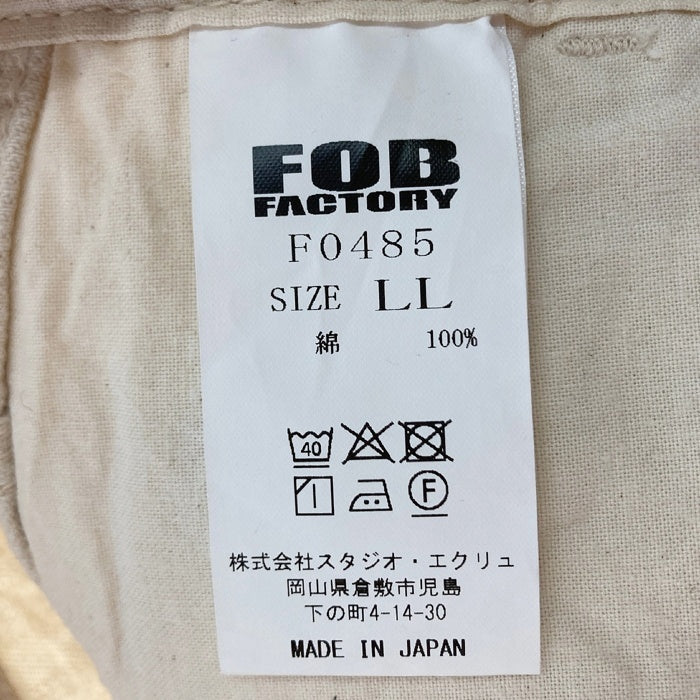 FOB
FACTORY
F0485
SIZE LL
綿 100%
40
F
株式会社スタジオ・エクリュ
岡山県倉敷市児島
下の町4-14-30
MADE IN JAPAN